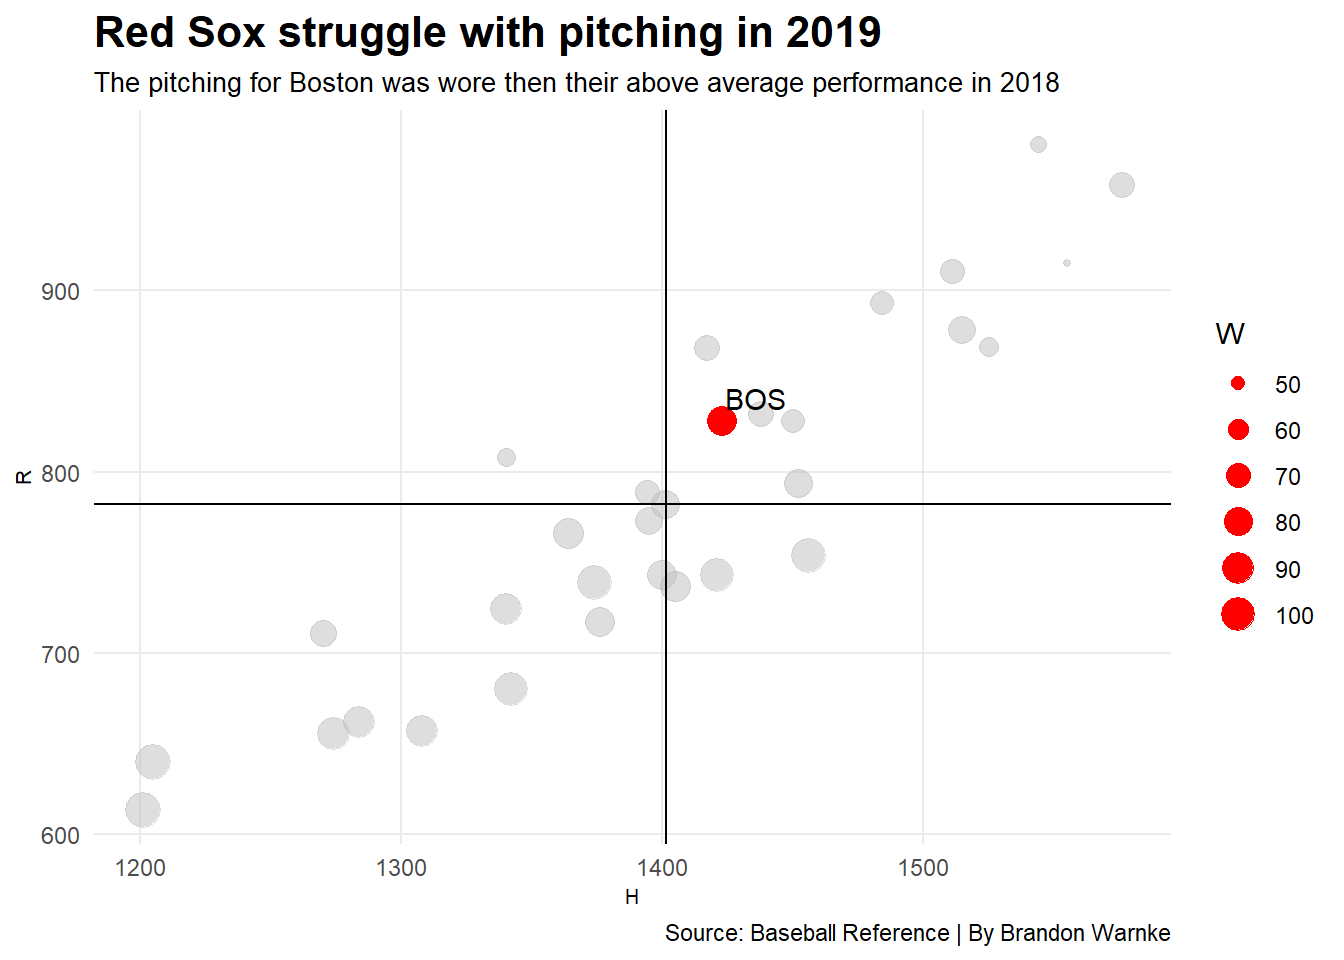 Red Sox struggle with pitching in 2019
The pitching for Boston was wore then their above average performance in 2018
900
800
700
600
R
BOS
1200 1300 1400 1500
H
W
50
60
70
80
90
100
Source: Baseball Reference | By Brandon Warnke